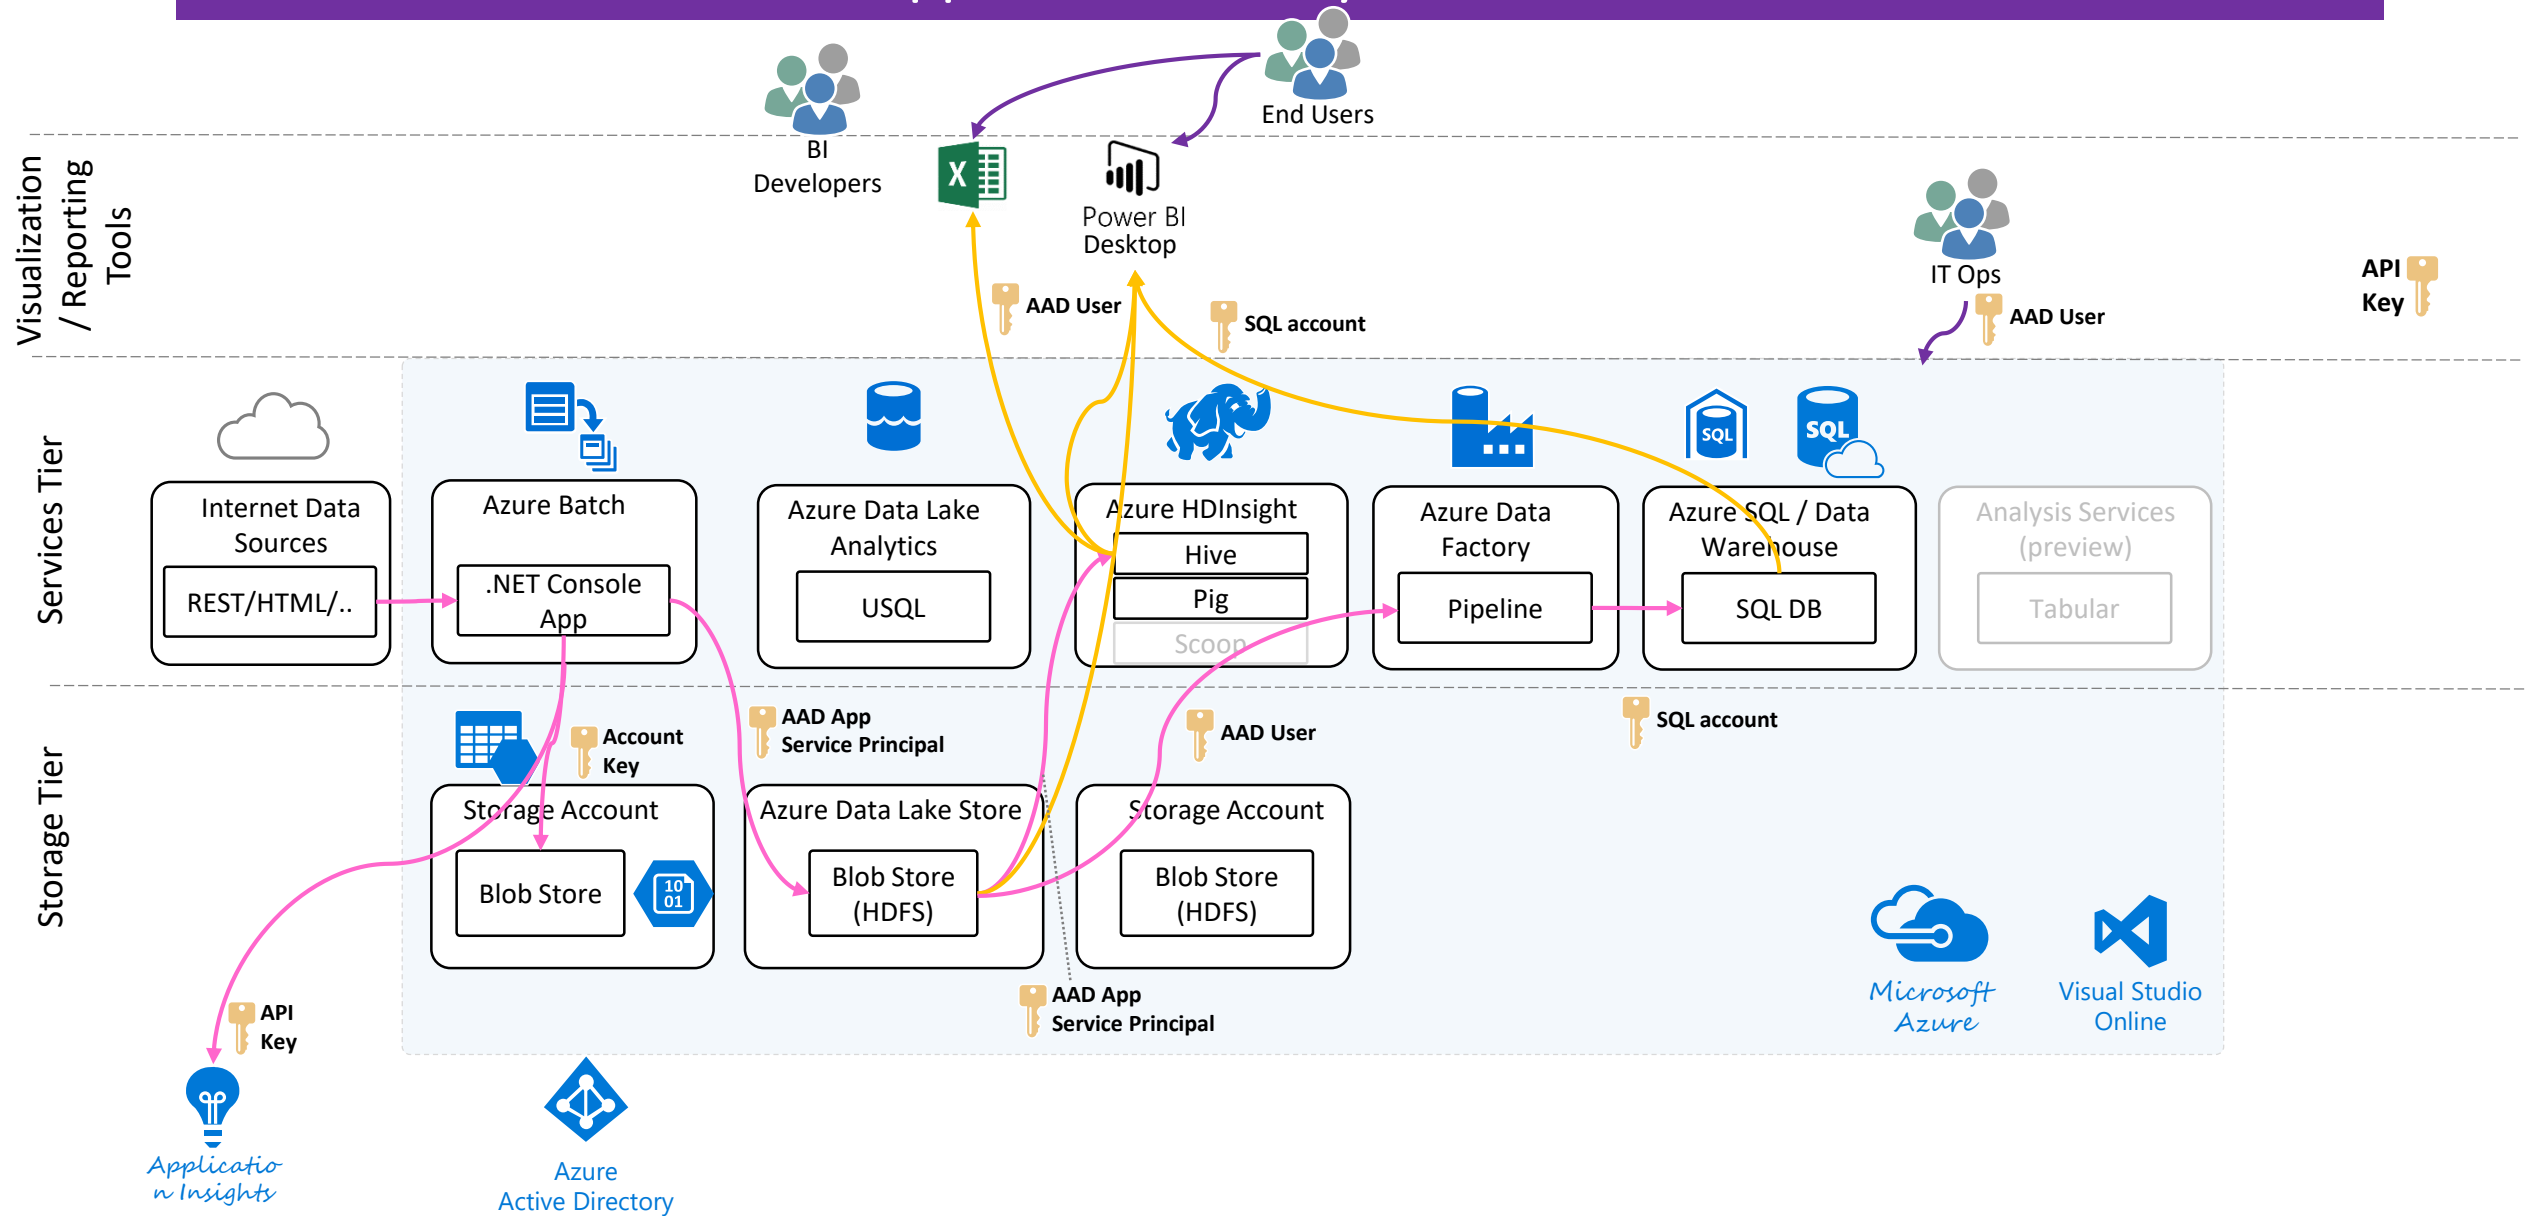 End Users
BI
Developers
Visualization
/ Reporting
Tools
X
Power BI
Desktop
IT Ops
API
Key
AAD User
SQL account
AAD User
Services Tier
SQL
SQL
Internet Data
Sources
REST/HTML/..
Azure Batch
.NET Console
App
Azure Data Lake
Analytics
USQL
Azure HDInsight
Hive
Pig
Scoop
Azure Data
Factory
Pipeline
Azure SQL / Data
Warehouse
SQL DB
Analysis Services
(preview)
Tabular
Storage Tier
Account
Key
AAD App
Service Principal
AAD User
SQL account
Storage Account
Blob Store
10
01
Azure Data Lake Store
Blob Store
(HDFS)
Storage Account
Blob Store
(HDFS)
AAD App
Service Principal
Microsoft
Azure
Visual Studio
Online
API
Key
Applicatio
n Insights
Azure
Active Directory